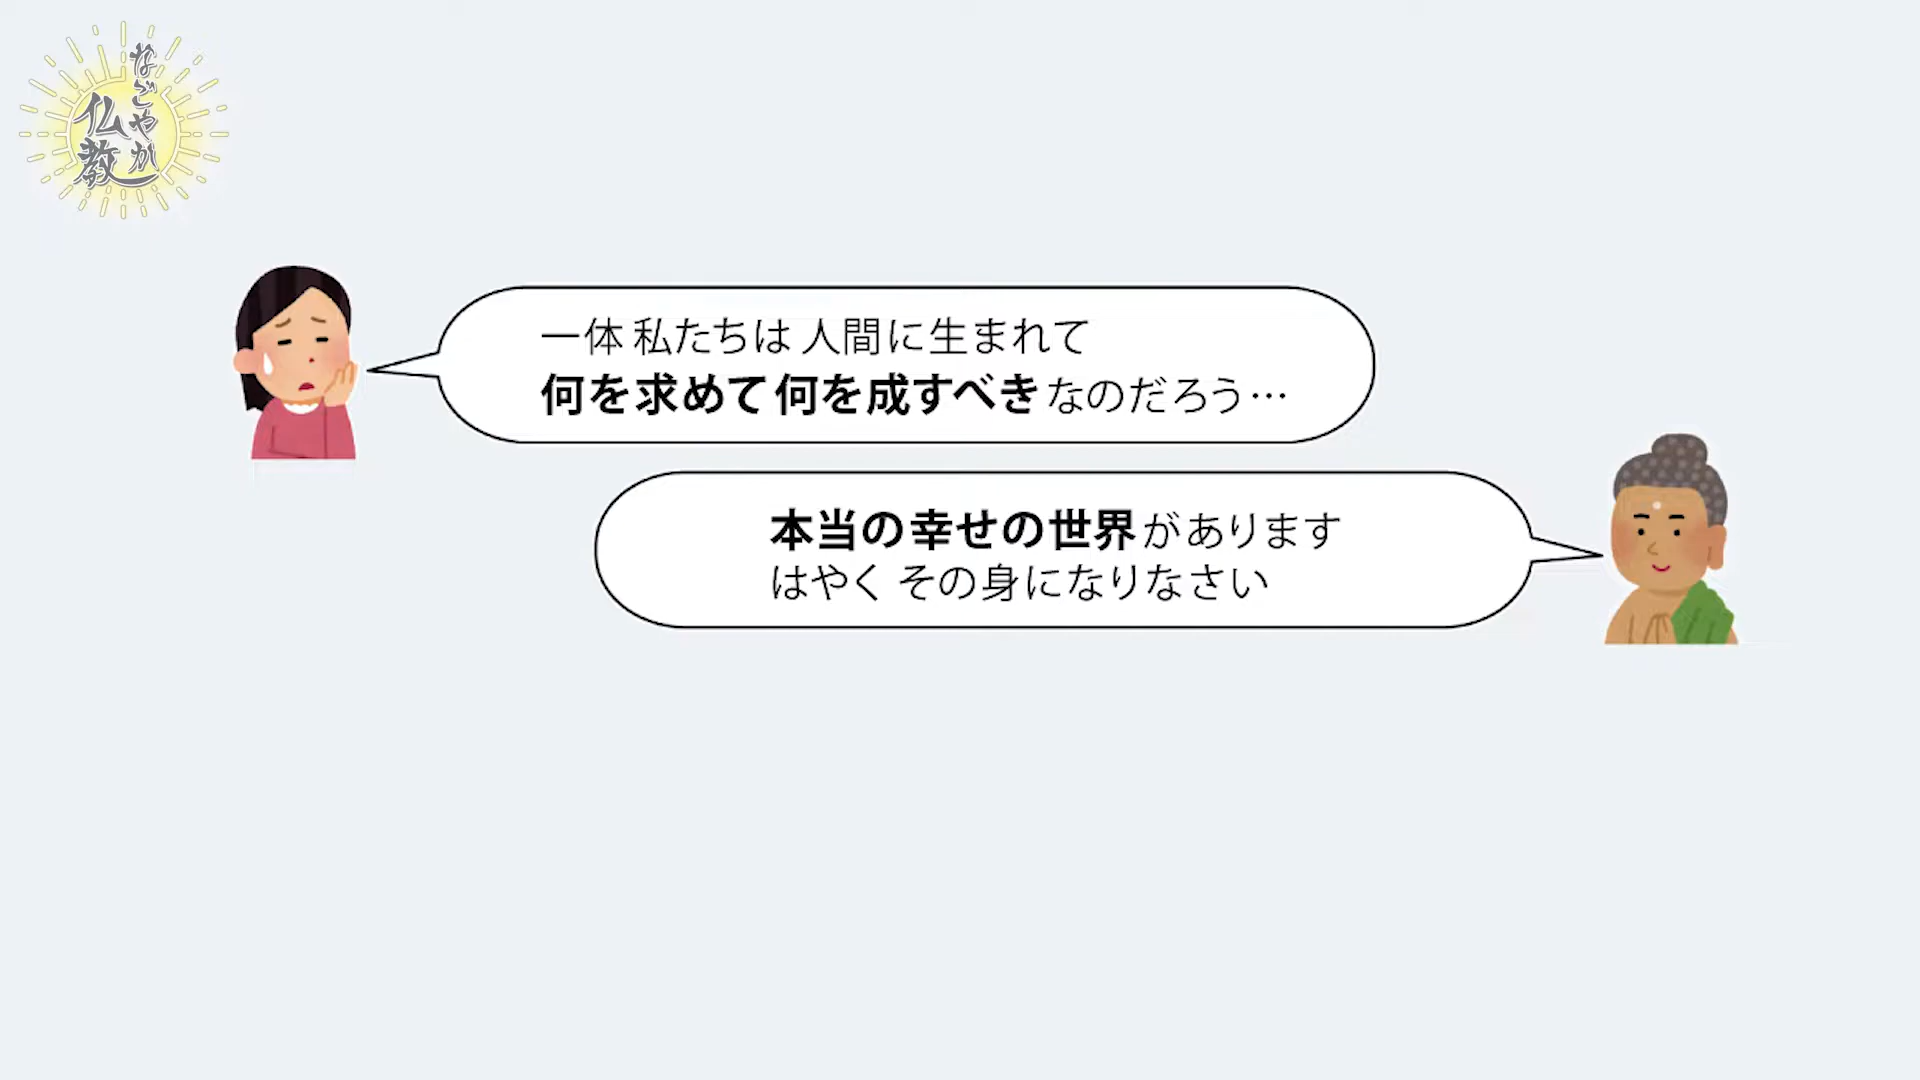 なごやか
仏教
一体 私たちは 人間に生まれて
何を求めて 何を成すべきなのだろう…
本当の幸せの世界があります
はやく その身になりなさい